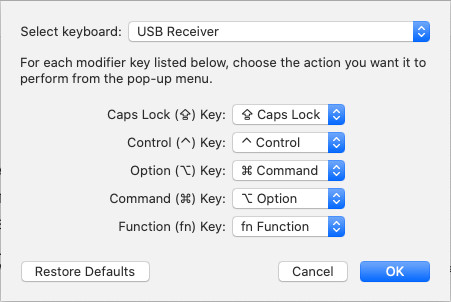 Select keyboard: USB Receiver
For each modifier key listed below, choose the action you want it to
perform from the pop-up menu.
Caps Lock (⇪) Key: ⇪ Caps Lock
Control (^) Key: ^ Control
Option (⌥) Key: ⌘ Command
Command (⌘) Key: ⌥ Option
Function (fn) Key: fn Function
Restore Defaults Cancel OK